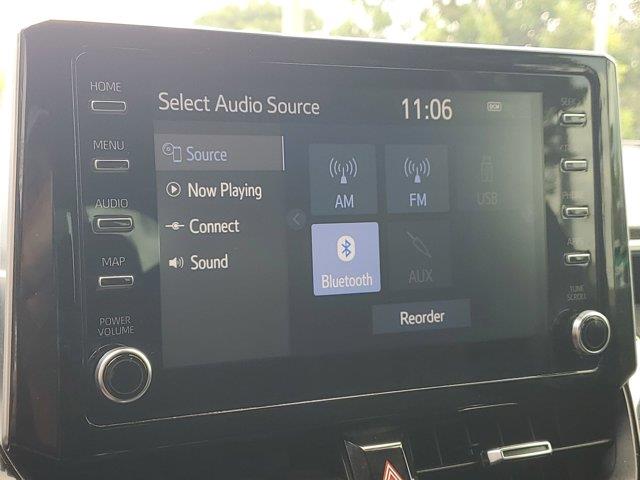 HOME
MENU
AUDIO
MAP
POWER
VOLUME
Select Audio Source
11:06
DCM
Source
Now Playing
Connect
Sound
AM
FM
USB
Bluetooth
AUX
Reorder
TUNE
SCROLL